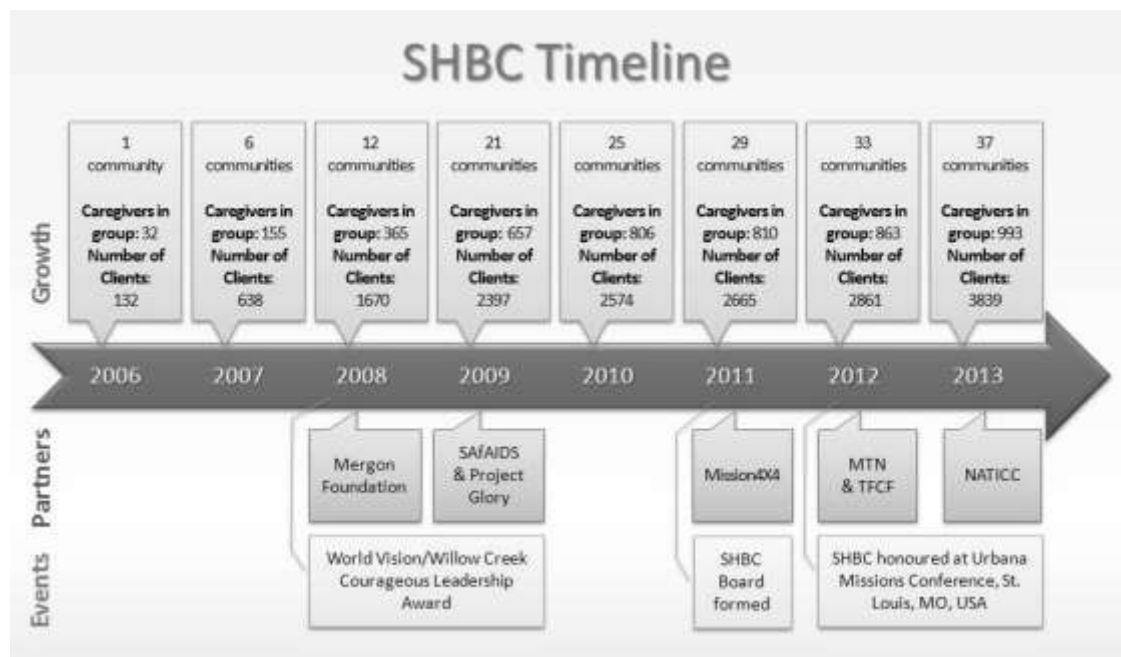 SHBC Timeline
Growth
1
community
Caregivers in
group: 32
Number of
Clients:
132
6
communities
Caregivers in
group: 155
Number of
Clients:
638
12
communities
Caregivers in
group: 365
Number of
Clients:
1670
21
communities
Caregivers in
group: 657
Number of
Clients:
2397
25
communities
Caregivers in
group: 806
Number of
Clients:
2574
29
communities
Caregivers in
group: 810
Number of
Clients:
2665
33
communities
Caregivers in
group: 863
Number of
Clients:
2861
37
communities
Caregivers in
group: 993
Number of
Clients:
3839
2006
2007
2008
2009
2010
2011
2012
2013
Partners
Mergon
Foundation
SAfAIDS
& Project
Glory
Mission4X4
MTN
& TFCF
NATICC
Events
World Vision/Willow Creek
Courageous Leadership
Award
SHBC
Board
formed
SHBC honoured at Urbana
Missions Conference, St.
Louis, MO, USA